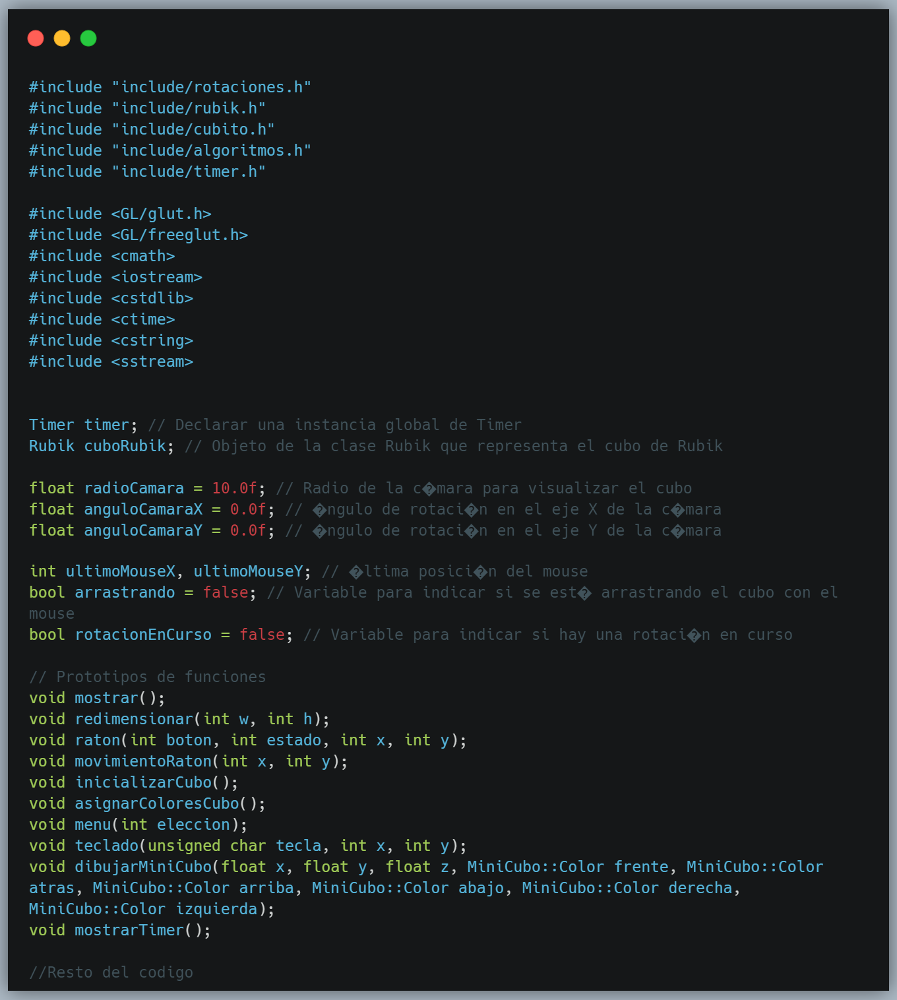 #include "include/rotaciones.h"
#include "include/rubik.h"
#include "include/cubito.h"
#include "include/algoritmos.h"
#include "include/timer.h"
#include <GL/glut.h>
#include <GL/freeglut.h>
#include <cmath>
#include <iostream>
#include <cstdlib>
#include <ctime>
#include <cstring>
#include <sstream>
Timer timer; // Declarar una instancia global de Timer
Rubik cuboRubik; // Objeto de la clase Rubik que representa el cubo de Rubik
float radioCamara = 10.0f; // Radio de la c�mara para visualizar el cubo
float anguloCamaraX = 0.0f; // �ngulo de rotaci�n en el eje X de la c�mara
float anguloCamaraY = 0.0f; // �ngulo de rotaci�n en el eje Y de la c�mara
int ultimoMouseX, ultimoMouseY; // �ltima posici�n del mouse
bool arrastrando = false; // Variable para indicar si se est� arrastrando el cubo con el
mouse
bool rotacionEnCurso = false; // Variable para indicar si hay una rotaci�n en curso
// Prototipos de funciones
void mostrar();
void redimensionar(int w, int h);
void raton(int boton, int estado, int x, int y);
void movimientoRaton(int x, int y);
void inicializarCubo();
void asignarColoresCubo();
void menu(int eleccion);
void teclado(unsigned char tecla, int x, int y);
void dibujarMiniCubo(float x, float y, float z, MiniCubo::Color frente, MiniCubo::Color
atras, MiniCubo::Color arriba, MiniCubo::Color abajo, MiniCubo::Color derecha,
MiniCubo::Color izquierda);
void mostrarTimer();
//Resto del codigo